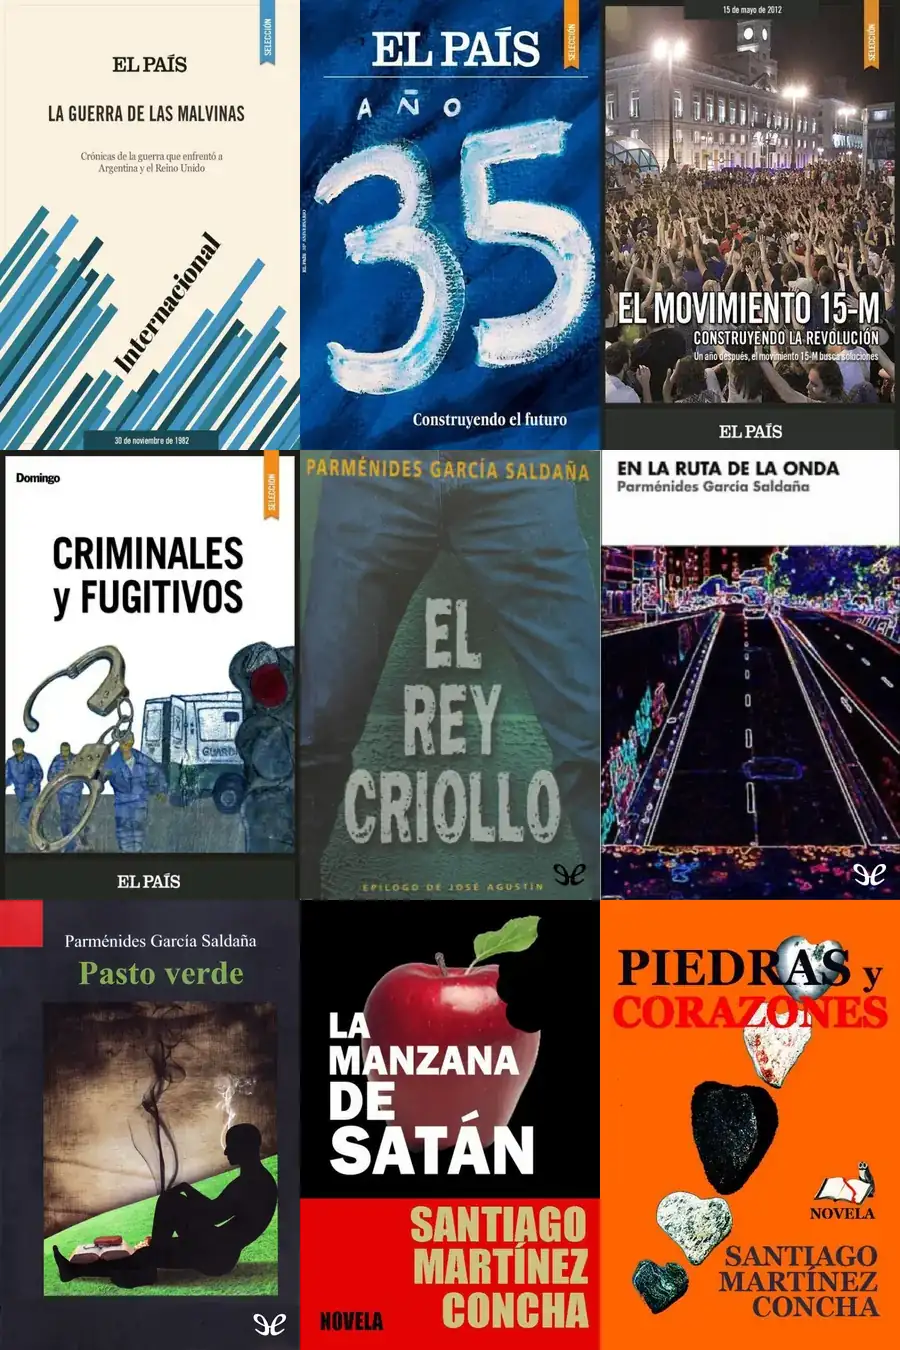 SELECCIÓN
EL PAÍS
LA GUERRA DE LAS MALVINAS
Crónicas de la guerra que enfrentó a
Argentina y el Reino Unido
Internacional
30 de noviembre de 1982
SELECCIÓN
EL PAÍS
AÑO
35
EL PAÍS 35º ANIVERSARIO
Construyendo el futuro
15 de mayo de 2012
SELECCIÓN
EL MOVIMIENTO 15-M
CONSTRUYENDO LA REVOLUCIÓN
Un año después, el movimiento 15-M busca soluciones
EL PAÍS
Domingo
SELECCIÓN
CRIMINALES
y FUGITIVOS
GUARDI
EL PAÍS
PARMÉNIDES GARCÍA SALDAÑA
EL
REY
CRIOLLO
EPÍLOGO DE JOSÉ AGUSTÍN
EN LA RUTA DE LA ONDA
Parménides García Saldaña
Parménides García Saldaña
Pasto verde
LA
MANZANA
DE
SATÁN
SANTIAGO
MARTÍNEZ
CONCHA
NOVELA
PIEDRAS y
CORAZONES
NOVELA
SANTIAGO
MARTÍNEZ
CONCHA